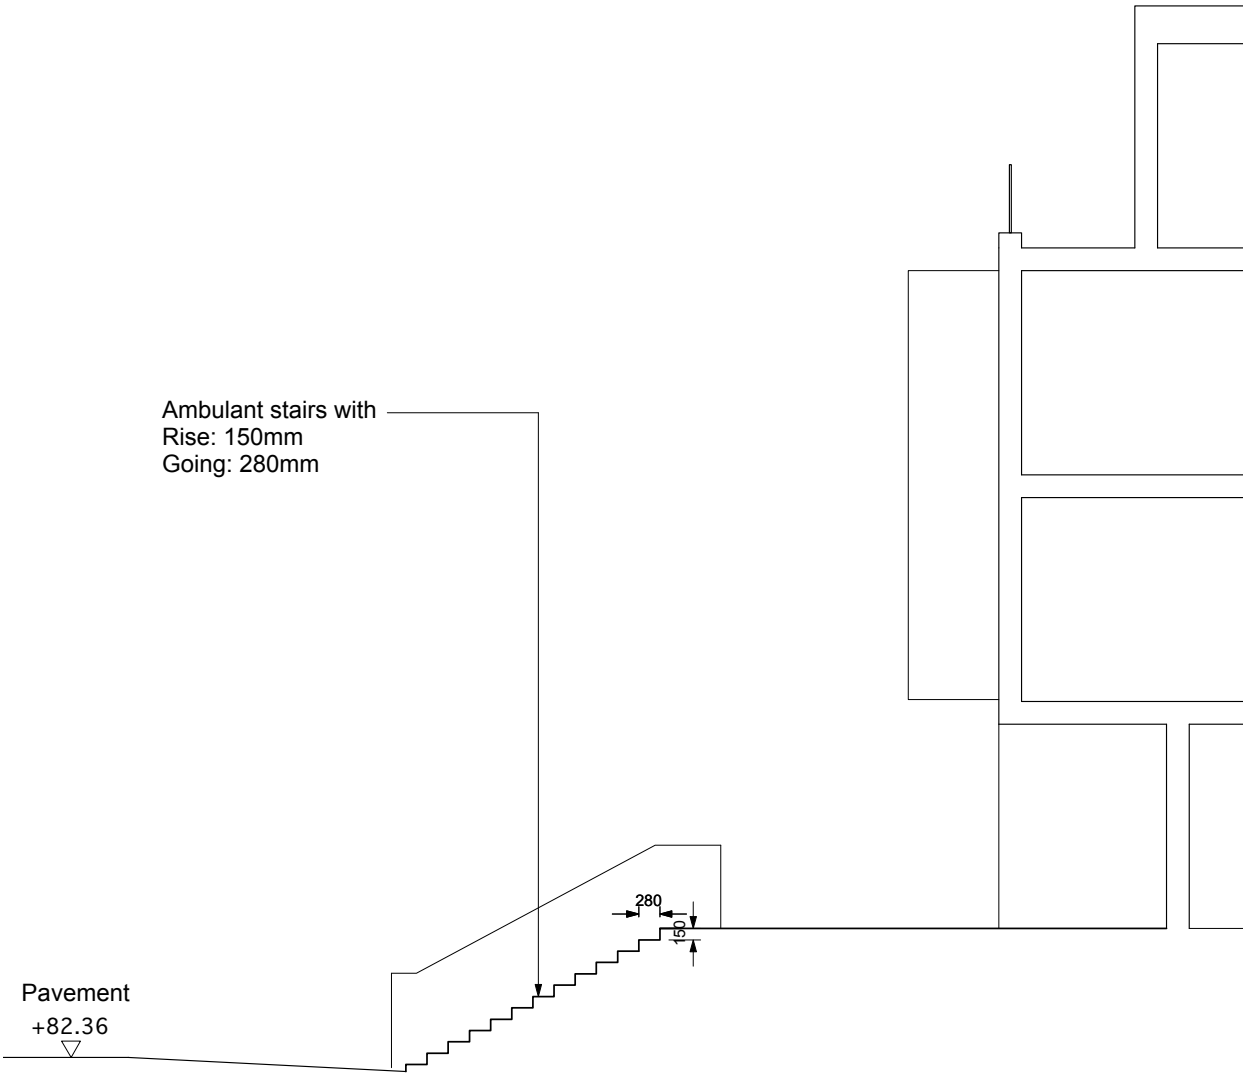 Ambulant stairs with
Rise: 150mm
Going: 280mm
280
150
Pavement
+82.36